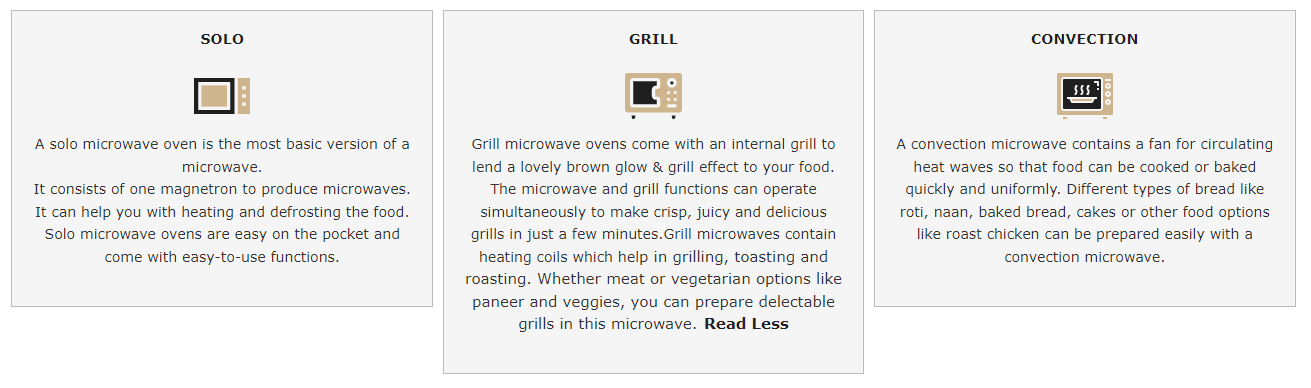 SOLO
A solo microwave oven is the most basic version of a
microwave.
It consists of one magnetron to produce microwaves.
It can help you with heating and defrosting the food.
Solo microwave ovens are easy on the pocket and
come with easy-to-use functions.
GRILL
Grill microwave ovens come with an internal grill to
lend a lovely brown glow & grill effect to your food.
The microwave and grill functions can operate
simultaneously to make crisp, juicy and delicious
grills in just a few minutes.Grill microwaves contain
heating coils which help in grilling, toasting and
roasting. Whether meat or vegetarian options like
paneer and veggies, you can prepare delectable
grills in this microwave. Read Less
CONVECTION
A convection microwave contains a fan for circulating
heat waves so that food can be cooked or baked
quickly and uniformly. Different types of bread like
roti, naan, baked bread, cakes or other food options
like roast chicken can be prepared easily with a
convection microwave.